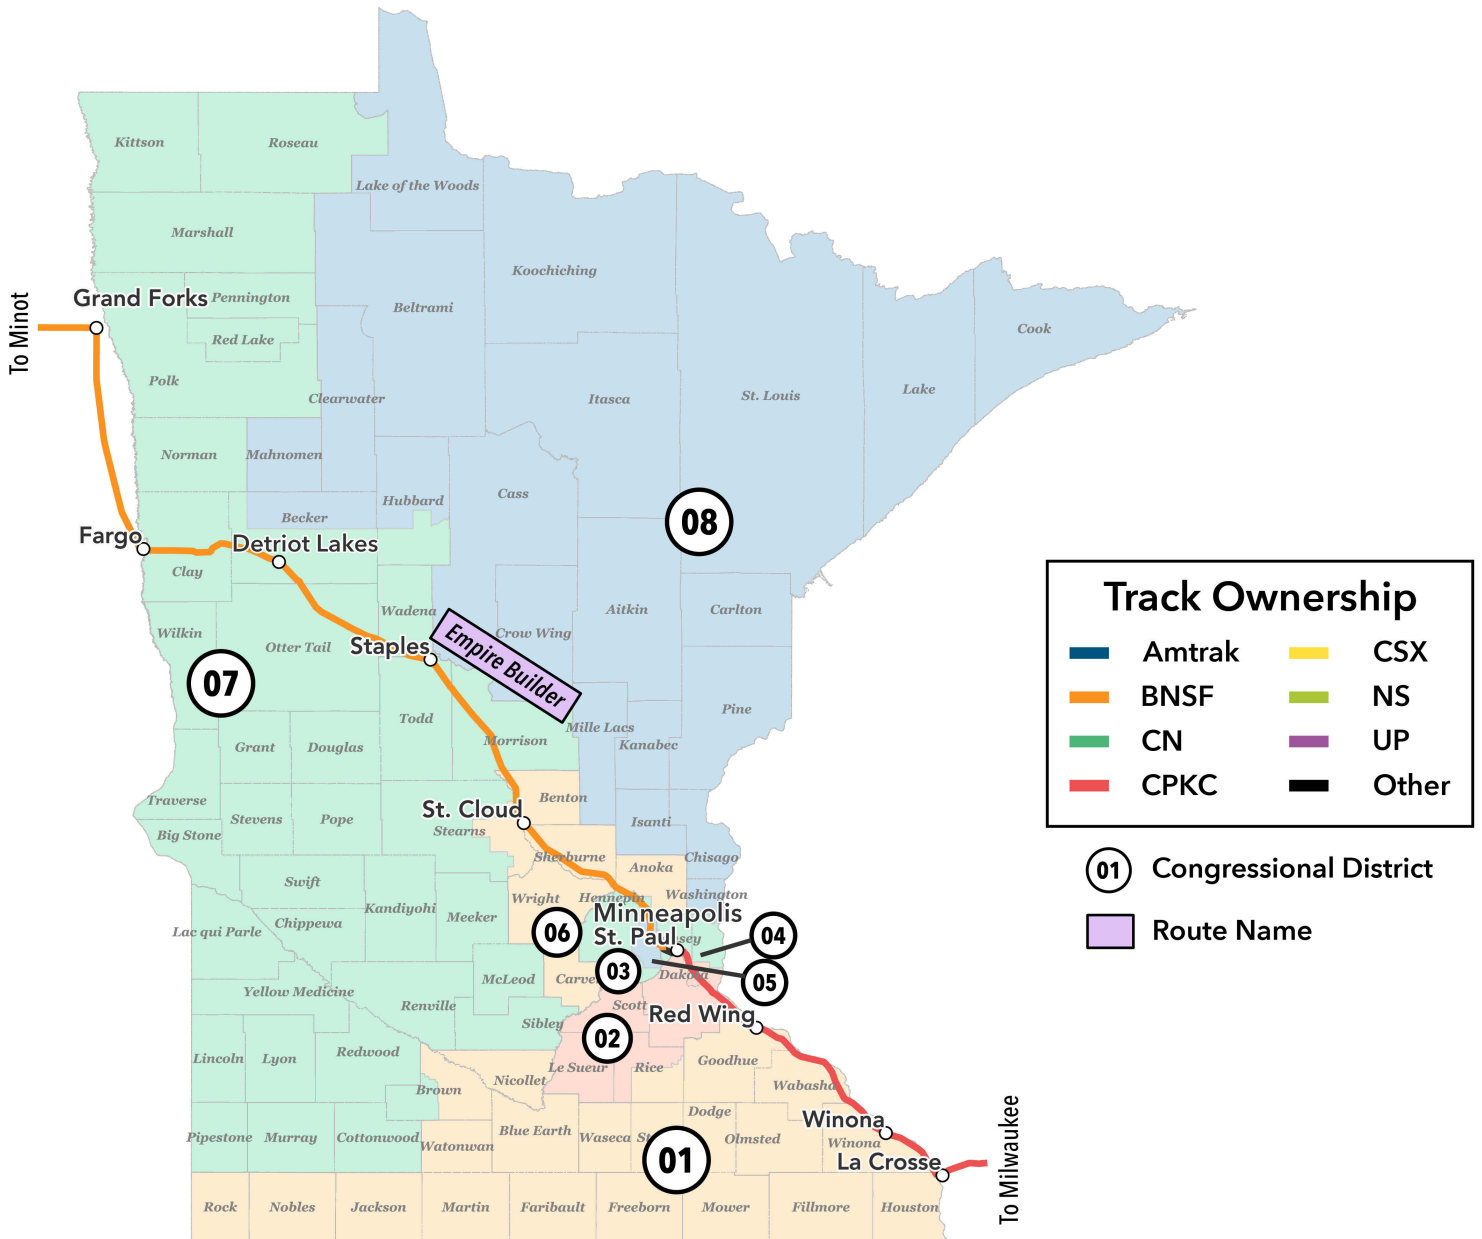 Kittson
Roseau
Lake of the Woods
Marshall
Koochiching
Grand Forks
Pennington
Beltrami
To Minot
Red Lake
Cook
Polk
Clearwater
Itasca
St. Louis
Lake
Norman
Mahnomen
Cass
Hubbard
Becker
08
Fargo
Detriot Lakes
Clay
Wadena
Aitkin
Carlton
Wilkin
Crow Wing
Otter Tail
Staples
Empire Builder
07
Todd
Pine
Mille Lacs
Morrison
Kanabec
Grant
Douglas
Traverse
Benton
St. Cloud
Stevens
Pope
Stearns
Isanti
Big Stone
Sherburne
Chisago
Anoka
Swift
Wright
Hennepin
Washington
Kandiyohi
Meeker
Minneapolis
Chippewa
Lac qui Parle
06
St. Paul
sey
04
03
Dakota
05
McLeod
Carve
Yellow Medicine
Renville
Scott
Red Wing
Sibley
02
Lincoln
Lyon
Redwood
Goodhue
Le Sueur
Rice
Nicollet
Wabasha
Brown
Dodge
Winona
Pipestone
Murray
Cottonwood
Watonwan
Blue Earth
Waseca
St
Olmsted
Winona
01
La Crosse
To Milwaukee
Rock
Nobles
Jackson
Martin
Faribault
Freeborn
Mower
Fillmore
Houston
Track Ownership
Amtrak
CSX
BNSF
NS
CN
UP
CPKC
Other
01
Congressional District
Route Name